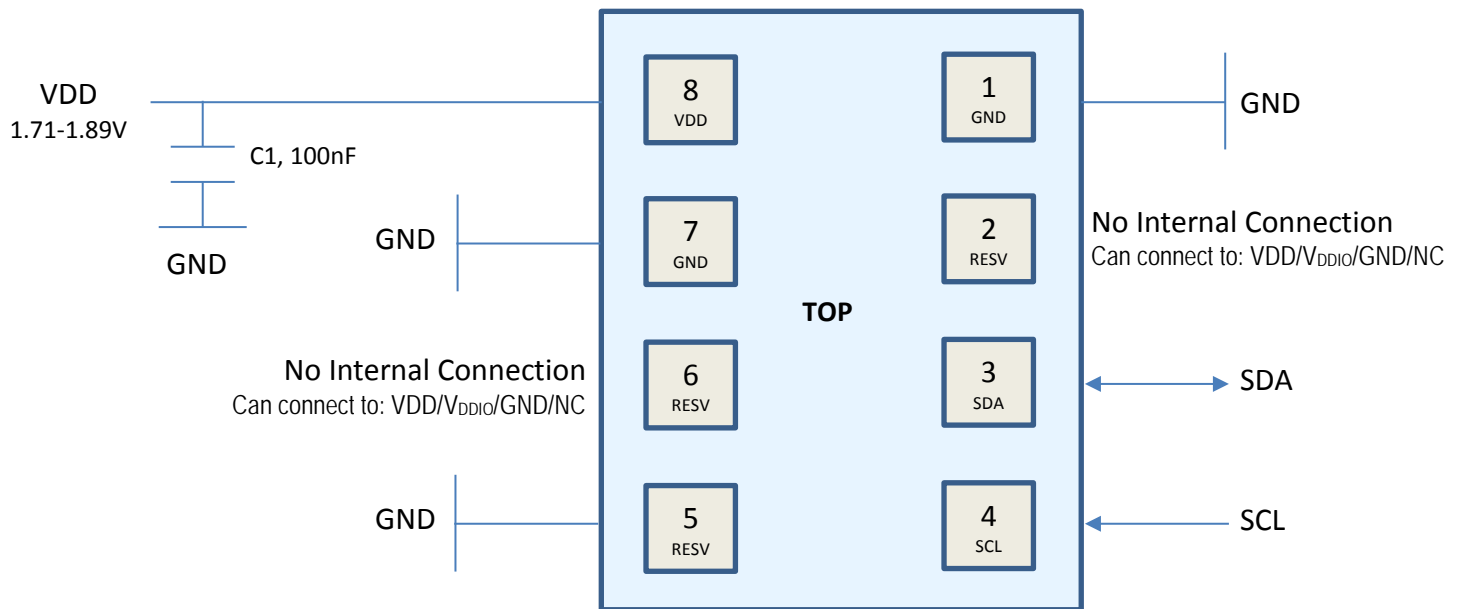 VDD
1.71-1.89V
C1, 100nF
GND
GND
No Internal Connection
Can connect to: VDD/VDDIO/GND/NC
GND
8
VDD
7
GND
6
RESV
5
RESV
TOP
1
GND
2
RESV
3
SDA
4
SCL
GND
No Internal Connection
Can connect to: VDD/VDDIO/GND/NC
SDA
SCL